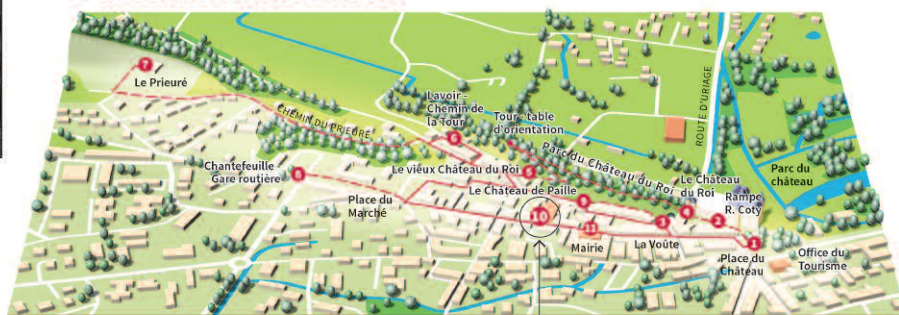 7
Le Prieuré
CHEMIN DU PRIEURÉ
Lavoir -
Chemin de
la Tour
6
Tour - table
d'orientation
Parc du Château du Roi
ROUTE D'URIAGE
Parc du
château
Chantefeuille -
Gare routière
8
Place du
Marché
Le vieux Château du Roi
5
Le Château de Paille
9
10
11
Mairie
La Voûte
3
4
Le Château
du Roi
Rampe
R. Coty
2
1
Place du
Château
Office du
Tourisme